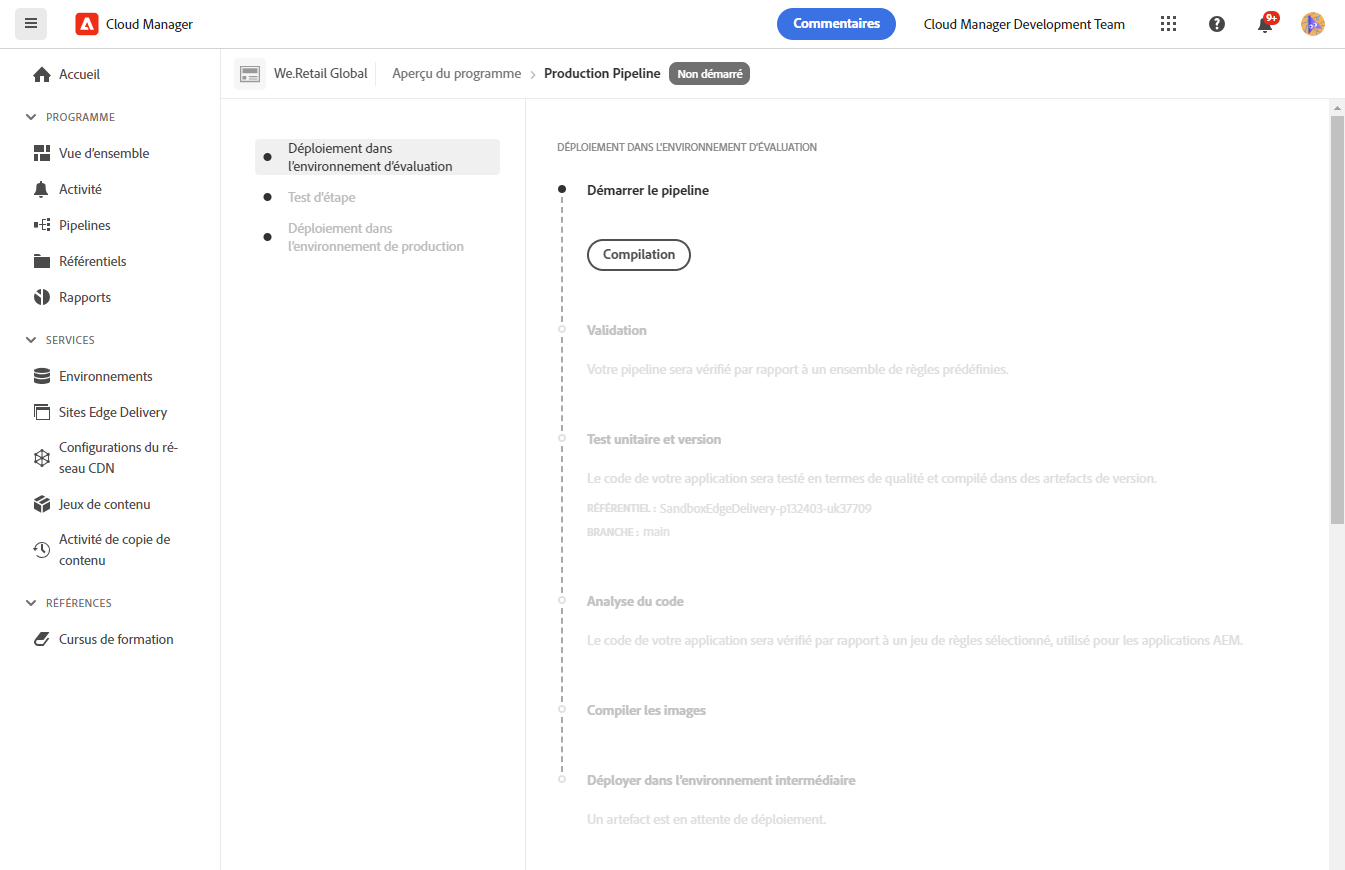 Cloud Manager
Commentaires
Cloud Manager Development Team
9+
Accueil
PROGRAMME
Vue d'ensemble
Activité
Pipelines
Référentiels
Rapports
SERVICES
Environnements
Sites Edge Delivery
Configurations du ré-
seau CDN
Jeux de contenu
Activité de copie de
contenu
RÉFÉRENCES
Cursus de formation
We.Retail Global
Aperçu du programme › Production Pipeline
Non démarré
Déploiement dans
l'environnement d'évaluation
Test d'étape
Déploiement dans
l'environnement de production
DÉPLOIEMENT DANS L'ENVIRONNEMENT D'ÉVALUATION
Démarrer le pipeline
Compilation
Validation
Votre pipeline sera vérifié par rapport à un ensemble de règles prédéfinies.
Test unitaire et version
Le code de votre application sera testé en termes de qualité et compilé dans des artefacts de version.
RÉFÉRENTIEL : SandboxEdgeDelivery-p132403-uk37709
BRANCHE : main
Analyse du code
Le code de votre application sera vérifié par rapport à un jeu de règles sélectionné, utilisé pour les applications AEM.
Compiler les images
Déployer dans l'environnement intermédiaire
Un artefact est en attente de déploiement.